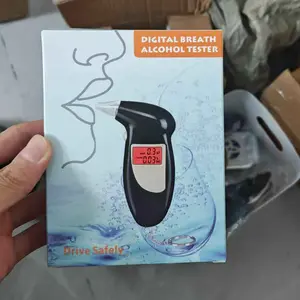 DIGITAL BREATH
ALCOHOL TESTER
Drive Safely